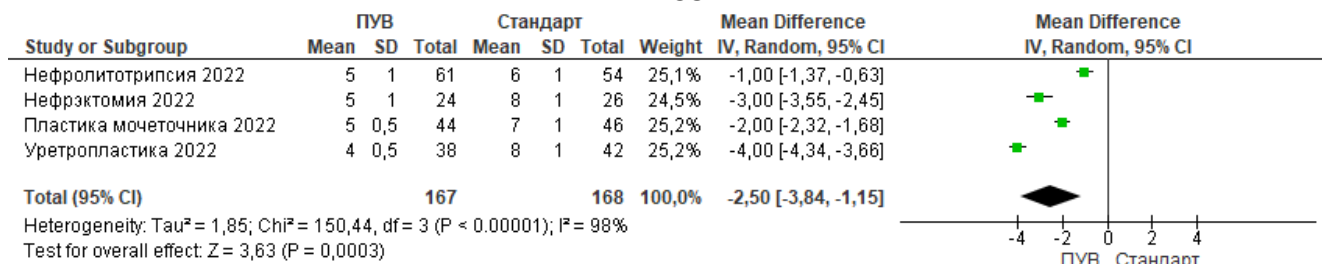 ПУВ Стандарт Mean Difference Mean Difference
Study or Subgroup Mean SD Total Mean SD Total Weight IV, Random, 95% CI IV, Random, 95% CI
Нефролитотрипсия 2022 5 1 61 6 1 54 25,1% -1,00 [-1,37, -0,63]
Нефрэктомия 2022 5 1 24 8 1 26 24,5% -3,00 [-3,55, -2,45]
Пластика мочеточника 2022 5 0,5 44 7 1 46 25,2% -2,00 [-2,32, -1,68]
Уретропластика 2022 4 0,5 38 8 1 42 25,2% -4,00 [-4,34, -3,66]
Total (95% CI) 167 168 100,0% -2,50 [-3,84, -1,15]
Heterogeneity: Tau² = 1,85; Chi² = 150,44, df = 3 (P < 0.00001); I² = 98%
Test for overall effect: Z = 3,63 (P = 0,0003)
-4 -2 0 2 4
ПУВ Стандарт